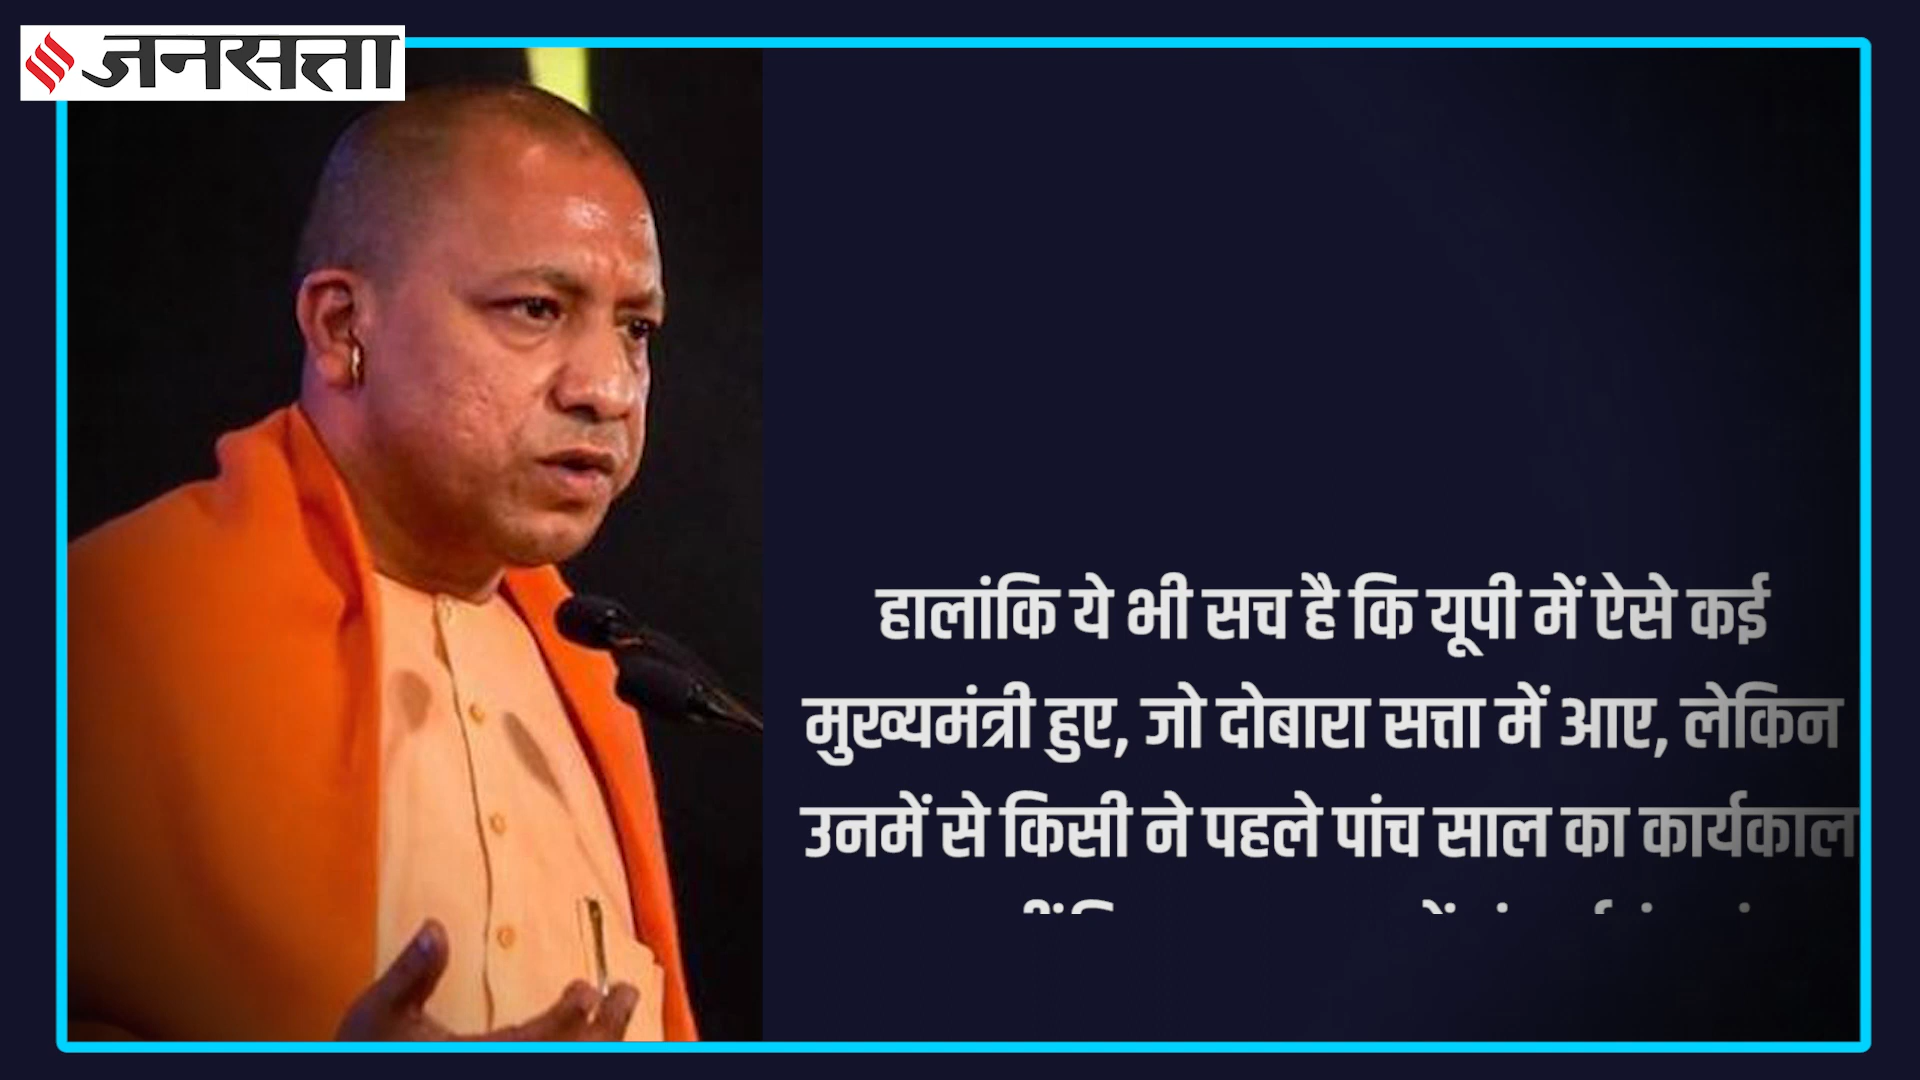 जनसत्ता
हालांकि ये भी सच है कि यूपी में ऐसे कई
मुख्यमंत्री हुए, जो दोबारा सत्ता में आए, लेकिन
उनमें से किसी ने पहले पांच साल का कार्यकाल